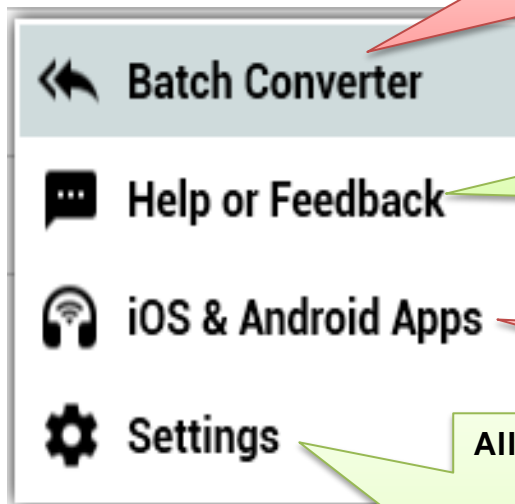 Batch Converter
Help or Feedback
iOS & Android Apps
Settings
All